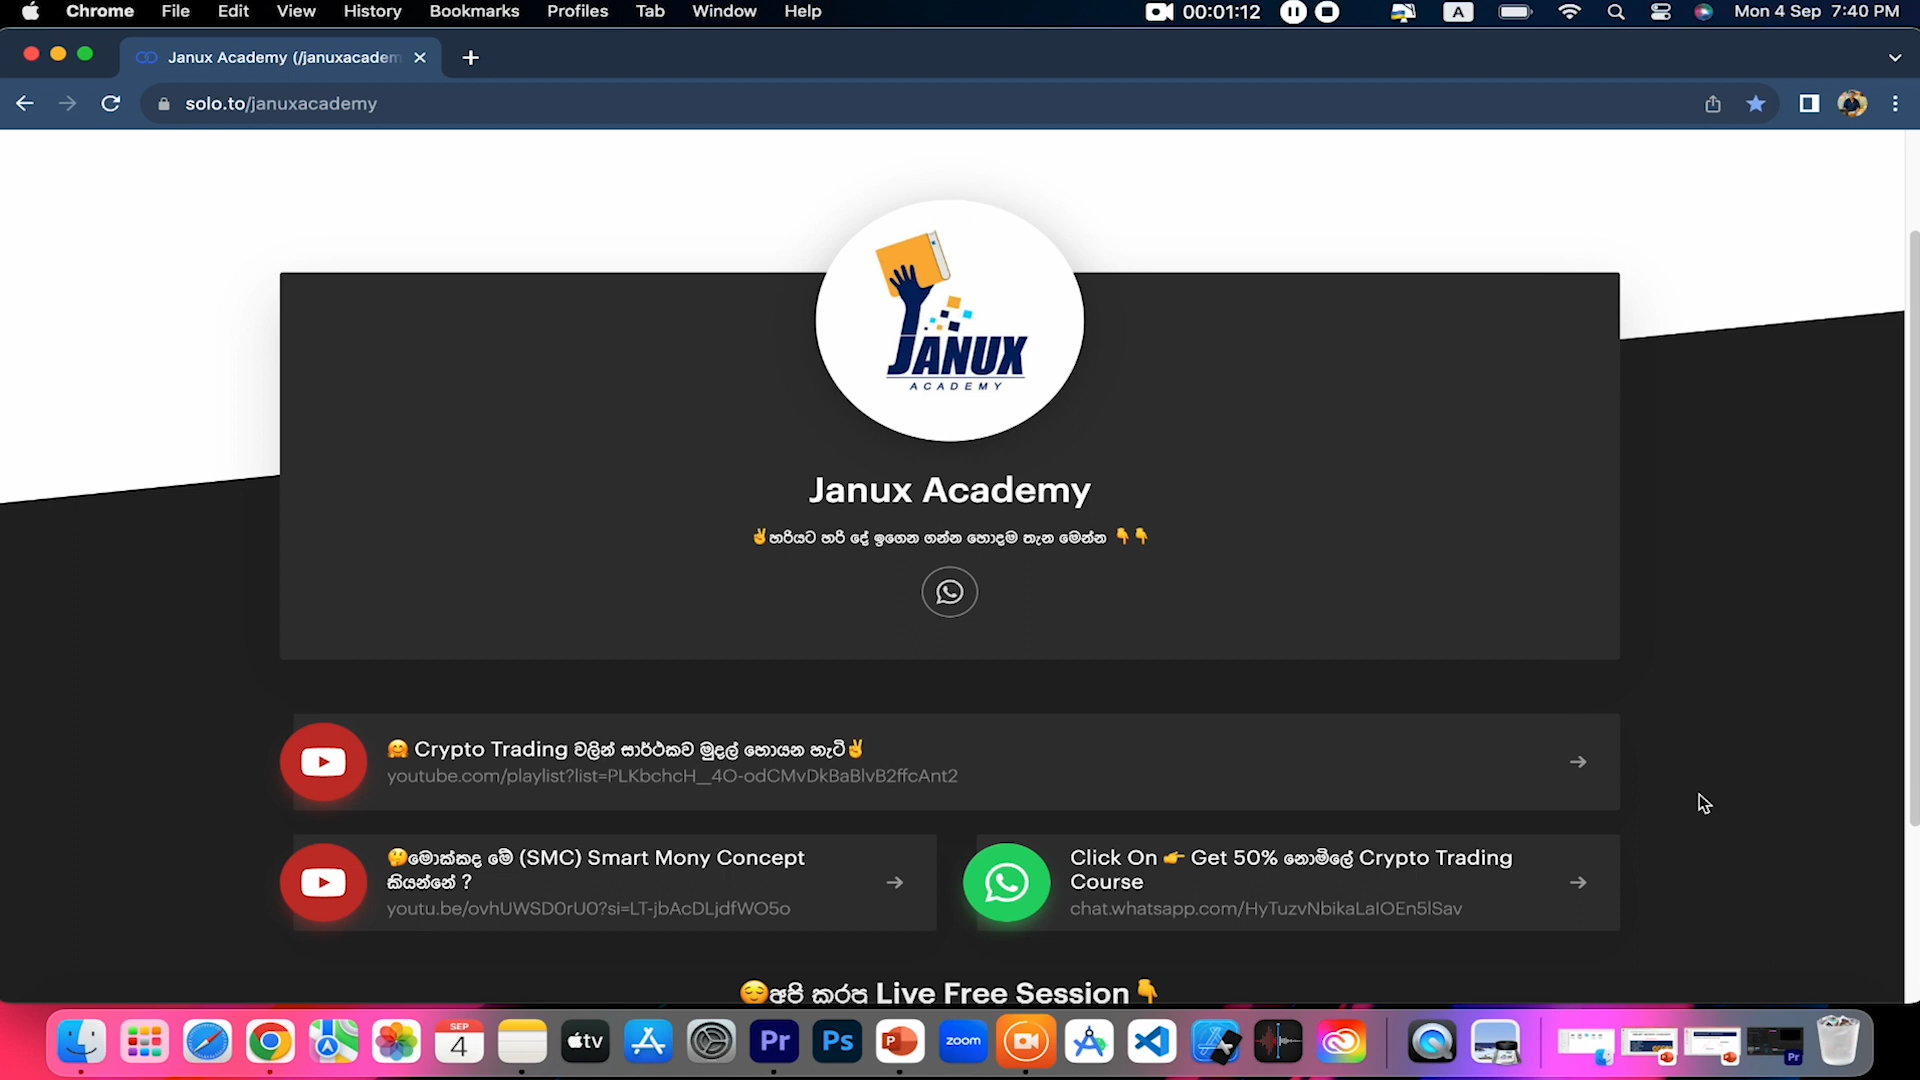 Chrome File Edit View History Bookmarks Profiles Tab Window Help 00:01:12 A Mon 4 Sep 7:40 PM
Janux Academy (/januxacadem
solo.to/januxacademy
JANUX
ACADEMY
Janux Academy
✌️හරියට හරි දේ ඉගෙන ගන්න හොදම තැන මෙන්න 👇👇
🤗 Crypto Trading වලින් සාර්ථකව මුදල් හොයන හැටි✌️
youtube.com/playlist?list=PLKbchcH__4O-odCMvDkBaBlvB2ffcAnt2
🤔මොක්කද මේ (SMC) Smart Mony Concept
කියන්නේ ?
youtu.be/ovhUWSD0rU0?si=LT-jbAcDLjdfWO5o
Click On 👉 Get 50% නොමිලේ Crypto Trading
Course
chat.whatsapp.com/HyTuzvNbikaLaIOEn5lSav
😌අපි කරපු Live Free Session👇
SEP
4
tv
Pr
Ps
P
zoom
Pr